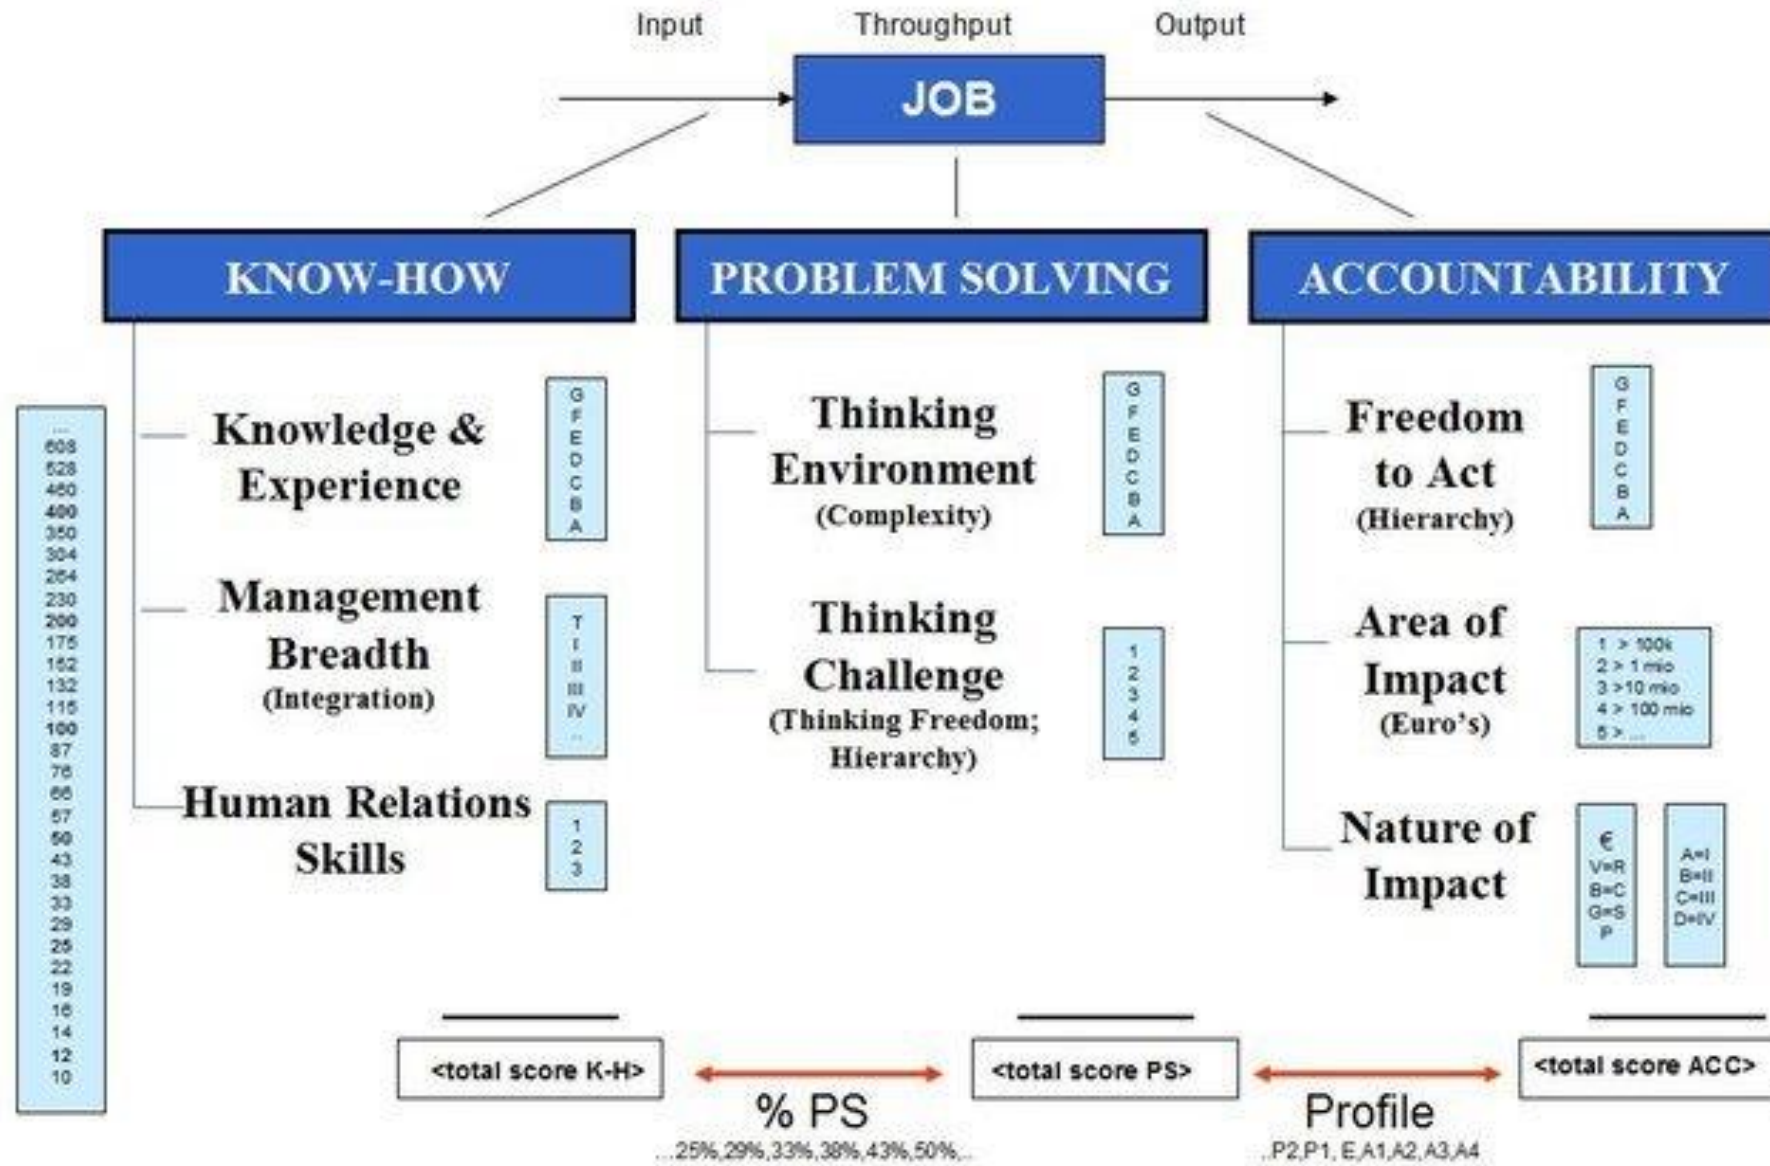 Input Throughput Output
JOB
KNOW-HOW
PROBLEM SOLVING
ACCOUNTABILITY
...
608
528
460
400
350
304
264
230
200
175
152
132
115
100
87
76
66
57
50
43
38
33
29
25
22
19
16
14
12
10
Knowledge &
Experience
G
F
E
D
C
B
A
Management
Breadth
(Integration)
T
I
II
III
IV
..
Human Relations
Skills
1
2
3
Thinking
Environment
(Complexity)
G
F
E
D
C
B
A
Thinking
Challenge
(Thinking Freedom;
Hierarchy)
1
2
3
4
5
Freedom
to Act
(Hierarchy)
G
F
E
D
C
B
A
Area of
Impact
(Euro's)
1 > 100k
2 > 1 mio
3 >10 mio
4 > 100 mio
5 > ...
Nature of
Impact
€
V=R
B=C
G=S
P
A=I
B=II
C=III
D=IV
<total score K-H>
<total score PS>
<total score ACC>
% PS
...25%,29%,33%,38%,43%,50%,..
Profile
..P2,P1, E,A1,A2,A3,A4